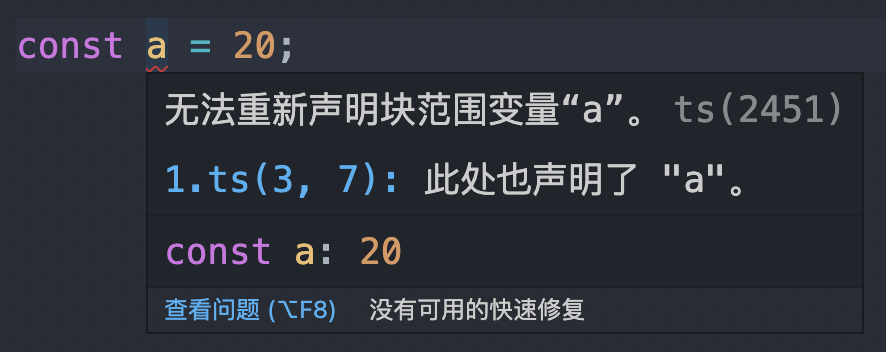 const a = 20;
无法重新声明块范围变量“a”。 ts(2451)
1.ts(3, 7): 此处也声明了 "a"。
const a: 20
查看问题 (⌥F8) 没有可用的快速修复